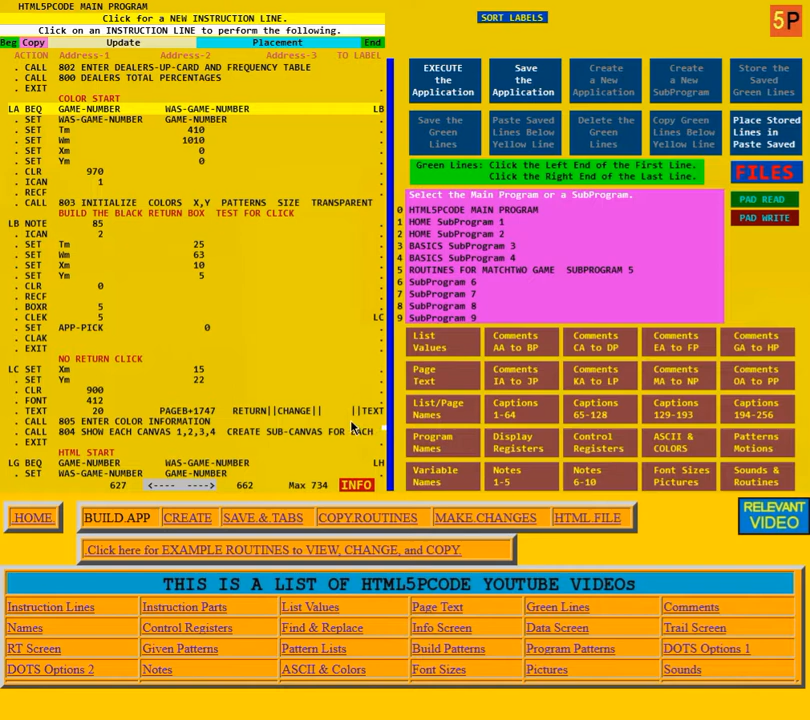 HTML5PCODE MAIN PROGRAM
Click for a NEW INSTRUCTION LINE.
Click on an INSTRUCTION LINE to perform the following.
Beg Copy Update Placement End
ACTION Address-1 Address-2 Address-3 TO LABEL
. CALL 802 ENTER DEALERS-UP-CARD AND FREQUENCY TABLE .
. CALL 800 DEALERS TOTAL PERCENTAGES
. EXIT .
COLOR START
LA BEQ GAME-NUMBER WAS-GAME-NUMBER LB
. SET WAS-GAME-NUMBER GAME-NUMBER .
. SET Tm 410 .
. SET Wm 1010 .
. SET Xm 0 .
. SET Ym 0 .
. CLR 970 .
. ICAN 1 .
. RECF .
. CALL 803 INITIALIZE COLORS X,Y PATTERNS SIZE TRANSPARENT
BUILD THE BLACK RETURN BOX TEST FOR CLICK
LB NOTE 85 .
. ICAN 2 .
. SET Tm 25 .
. SET Wm 63 .
. SET Xm 10 .
. SET Ym 5 .
. CLR 0 .
. RECF .
. BOXR 5 .
. CLEK 5 LC
. SET APP-PICK 0 .
. CLAK .
. EXIT .
NO RETURN CLICK
LC SET Xm 15 .
. SET Ym 22 .
. CLR 900 .
. FONT 412 .
. TEXT 20 PAGEB+1747 RETURN||CHANGE|| ||TEXT
. CALL 805 ENTER COLOR INFORMATION
. CALL 804 SHOW EACH CANVAS 1,2,3,4 CREATE SUB-CANVAS FOR EACH
. EXIT .
HTML START
LG BEQ GAME-NUMBER WAS-GAME-NUMBER LH
. SET WAS-GAME-NUMBER GAME-NUMBER .
627 <---- ----> 662 Max 734 INFO
SORT LABELS
5P
EXECUTE the Application
Save the Application
Create a New Application
Create a New SubProgram
Store the Saved Green Lines
Save the Green Lines
Paste Saved Lines Below Yellow Line
Delete the Green Lines
Copy Green Lines Below Yellow Line
Place Stored Lines in Paste Saved
Green Lines: Click the Left End of the First Line.
Click the Right End of the Last Line.
FILES
Select the Main Program or a SubProgram.
0 HTML5PCODE MAIN PROGRAM
1 HOME SubProgram 1
2 HOME SubProgram 2
3 BASICS SubProgram 3
4 BASICS SubProgram 4
5 ROUTINES FOR MATCHTWO GAME SUBPROGRAM 5
6 SubProgram 6
7 SubProgram 7
8 SubProgram 8
9 SubProgram 9
PAD READ
PAD WRITE
List Values
Comments AA to BP
Comments CA to DP
Comments EA to FP
Comments GA to HP
Page Text
Comments IA to JP
Comments KA to LP
Comments MA to NP
Comments OA to PP
List/Page Names
Captions 1-64
Captions 65-128
Captions 129-193
Captions 194-256
Program Names
Display Registers
Control Registers
ASCII & COLORS
Patterns Motions
Variable Names
Notes 1-5
Notes 6-10
Font Sizes Pictures
Sounds & Routines
.HOME. BUILD.APP CREATE SAVE & TABS COPY.ROUTINES MAKE.CHANGES HTML FILE
RELEVANT VIDEO
.Click here for EXAMPLE ROUTINES to VIEW, CHANGE, and COPY.
THIS IS A LIST OF HTML5PCODE YOUTUBE VIDEOs
Instruction Lines Instruction Parts List Values Page Text Green Lines Comments
Names Control Registers Find & Replace Info Screen Data Screen Trail Screen
RT Screen Given Patterns Pattern Lists Build Patterns Program Patterns DOTS Options 1
DOTS Options 2 Notes ASCII & Colors Font Sizes Pictures Sounds